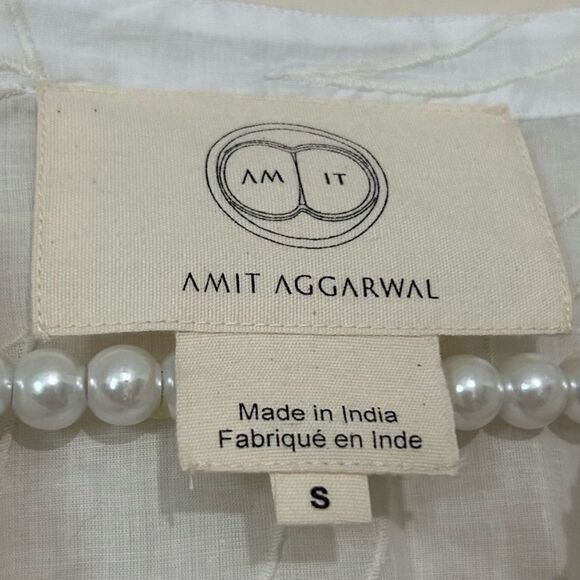 AM IT
AMIT AGGARWAL
Made in India
Fabriqué en Inde
S